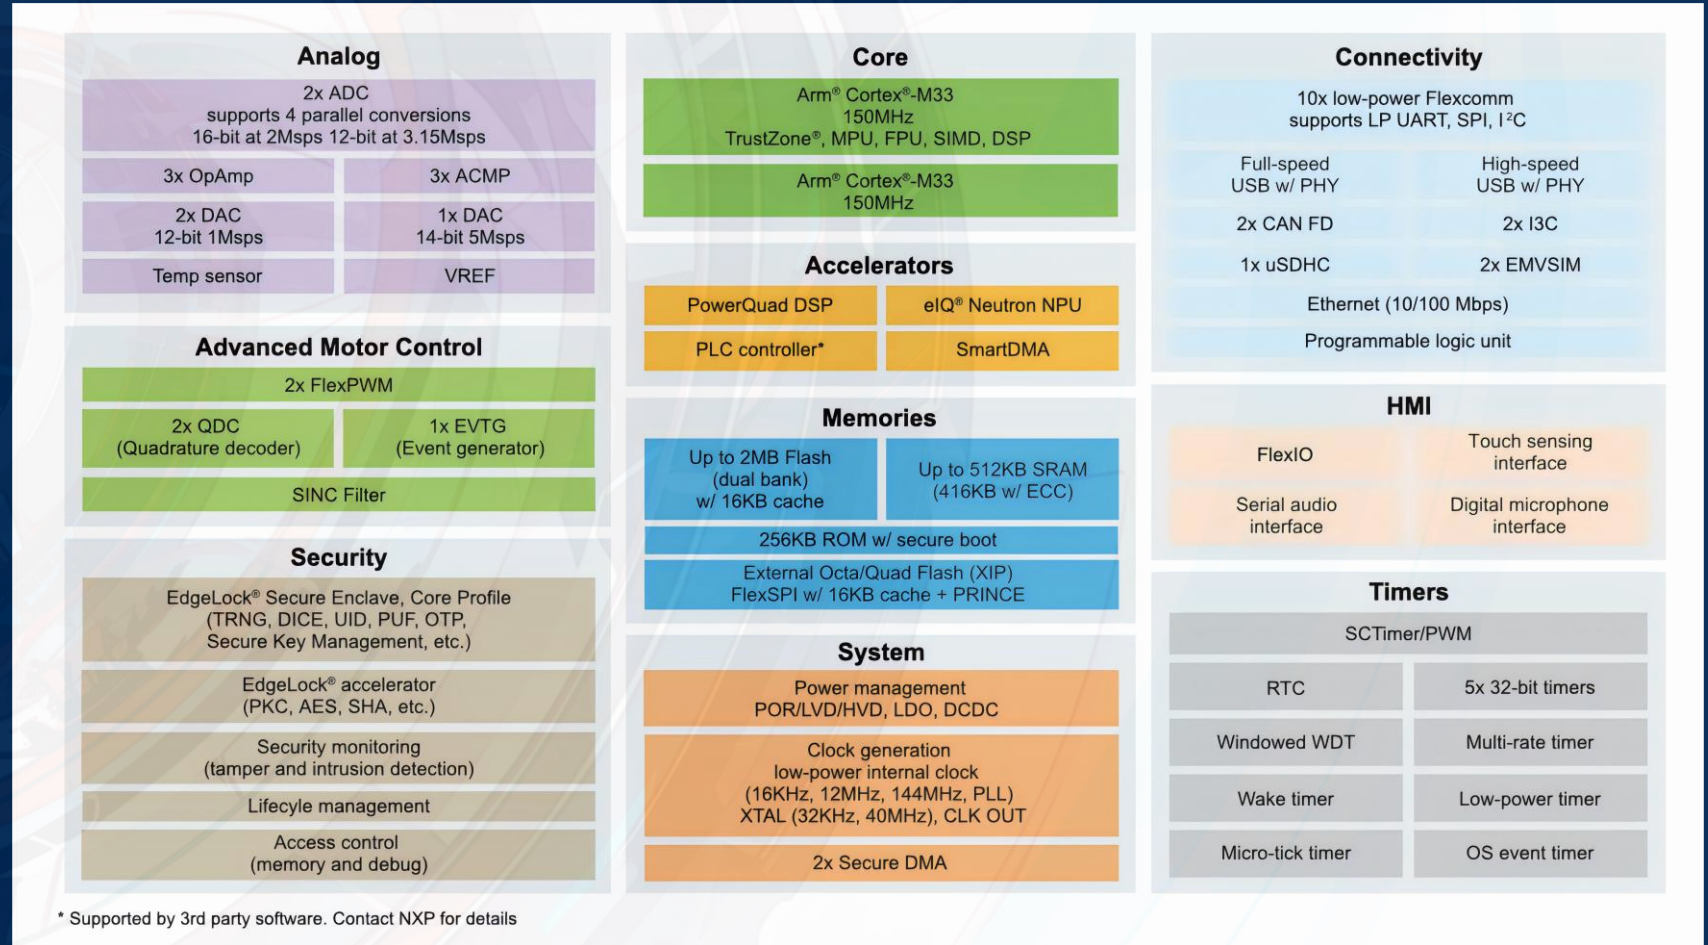 Analog
2x ADC
supports 4 parallel conversions
16-bit at 2Msps 12-bit at 3.15Msps
3x OpAmp
3x ACMP
2x DAC
12-bit 1Msps
1x DAC
14-bit 5Msps
Temp sensor
VREF
Advanced Motor Control
2x FlexPWM
2x QDC
(Quadrature decoder)
1x EVTG
(Event generator)
SINC Filter
Security
EdgeLock® Secure Enclave, Core Profile
(TRNG, DICE, UID, PUF, OTP,
Secure Key Management, etc.)
EdgeLock® accelerator
(PKC, AES, SHA, etc.)
Security monitoring
(tamper and intrusion detection)
Lifecyle management
Access control
(memory and debug)
Core
Arm® Cortex®-M33
150MHz
TrustZone®, MPU, FPU, SIMD, DSP
Arm® Cortex®-M33
150MHz
Accelerators
PowerQuad DSP
eIQ® Neutron NPU
PLC controller*
SmartDMA
Memories
Up to 2MB Flash
(dual bank)
w/ 16KB cache
Up to 512KB SRAM
(416KB w/ ECC)
256KB ROM w/ secure boot
External Octa/Quad Flash (XIP)
FlexSPI w/ 16KB cache + PRINCE
System
Power management
POR/LVD/HVD, LDO, DCDC
Clock generation
low-power internal clock
(16KHz, 12MHz, 144MHz, PLL)
XTAL (32KHz, 40MHz), CLK OUT
2x Secure DMA
Connectivity
10x low-power Flexcomm
supports LP UART, SPI, I²C
Full-speed
USB w/ PHY
High-speed
USB w/ PHY
2x CAN FD
2x I3C
1x uSDHC
2x EMVSIM
Ethernet (10/100 Mbps)
Programmable logic unit
HMI
FlexIO
Touch sensing
interface
Serial audio
interface
Digital microphone
interface
Timers
SCTimer/PWM
RTC
5x 32-bit timers
Windowed WDT
Multi-rate timer
Wake timer
Low-power timer
Micro-tick timer
OS event timer
* Supported by 3rd party software. Contact NXP for details